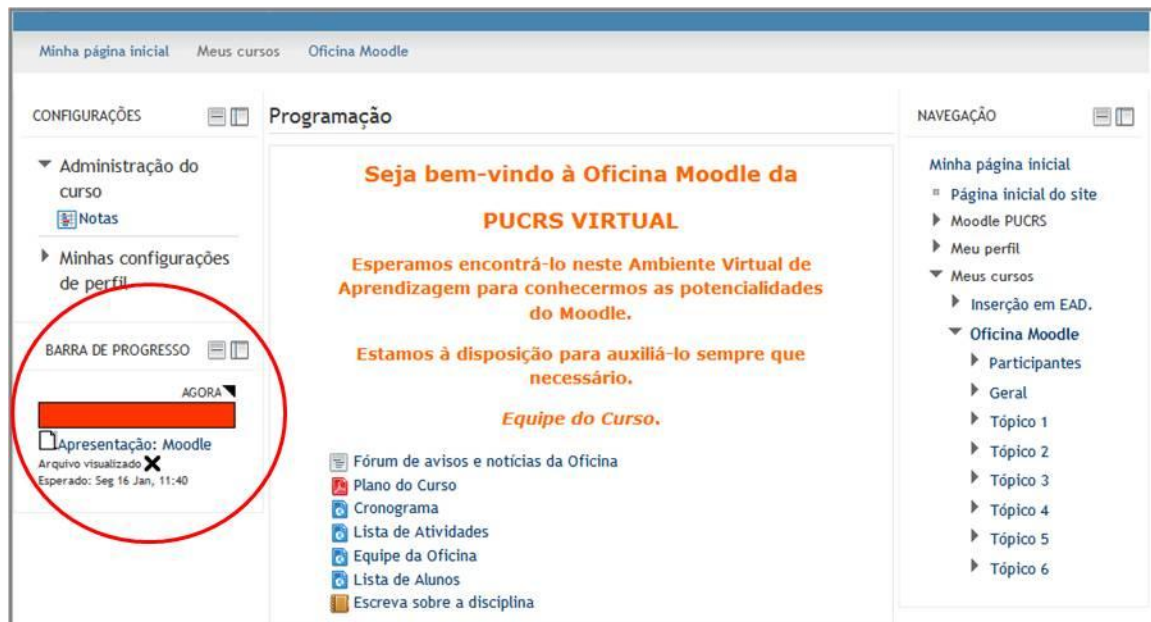 Minha página inicial Meus cursos Oficina Moodle
CONFIGURAÇÕES
Administração do
curso
Notas
Minhas configurações
de perfil
BARRA DE PROGRESSO
AGORA
Apresentação: Moodle
Arquivo visualizado
Esperado: Seg 16 Jan, 11:40
Programação
Seja bem-vindo à Oficina Moodle da
PUCRS VIRTUAL
Esperamos encontrá-lo neste Ambiente Virtual de
Aprendizagem para conhecermos as potencialidades
do Moodle.
Estamos à disposição para auxiliá-lo sempre que
necessário.
Equipe do Curso.
Fórum de avisos e notícias da Oficina
Plano do Curso
Cronograma
Lista de Atividades
Equipe da Oficina
Lista de Alunos
Escreva sobre a disciplina
NAVEGAÇÃO
Minha página inicial
Página inicial do site
Moodle PUCRS
Meu perfil
Meus cursos
Inserção em EAD.
Oficina Moodle
Participantes
Geral
Tópico 1
Tópico 2
Tópico 3
Tópico 4
Tópico 5
Tópico 6